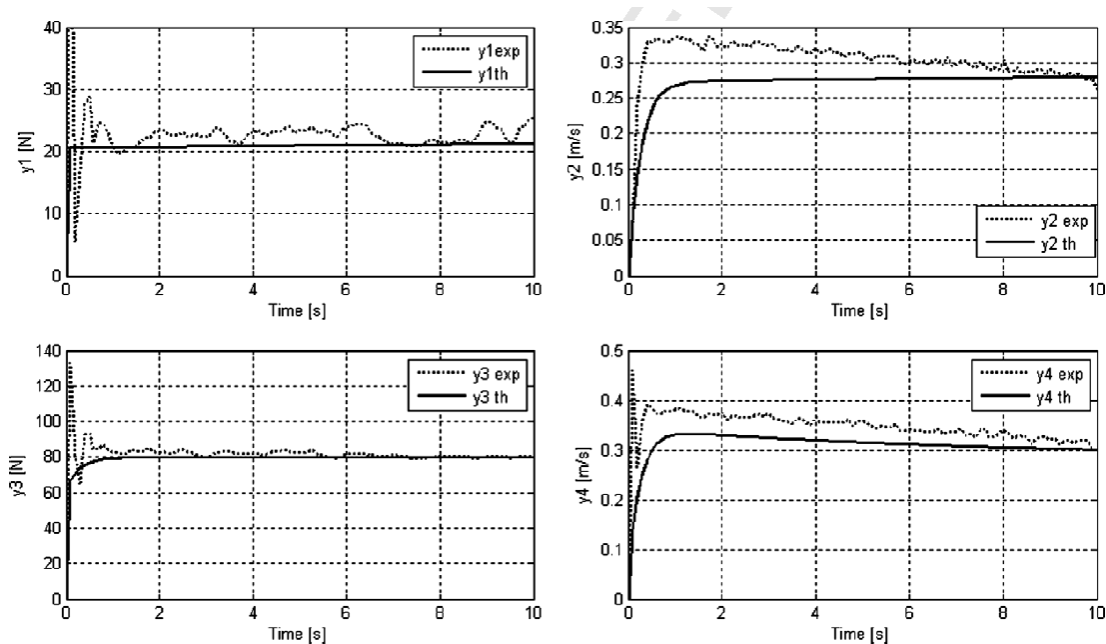 40
30
20
10
0
y1 [N]
y1exp
y1th
0 2 4 6 8 10
Time [s]
0.35
0.3
0.25
0.2
0.15
0.1
0.05
0
y2 [m/s]
y2 exp
y2 th
0 2 4 6 8 10
Time [s]
140
120
100
80
60
40
20
0
y3 [N]
y3 exp
y3 th
0 2 4 6 8 10
Time [s]
0.5
0.4
0.3
0.2
0.1
0
y4 [m/s]
y4 exp
y4 th
0 2 4 6 8 10
Time [s]